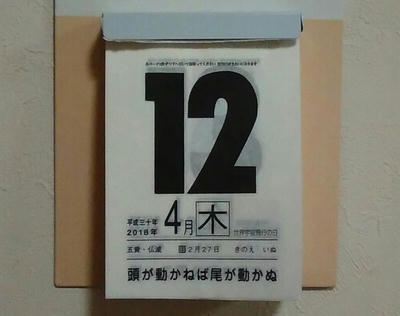 12
平成三十年
2018年 4月 木 世界宇宙飛行の日
五黄・仏滅 旧2月27日 きのえ いぬ
頭が動かねば尾が動かぬ